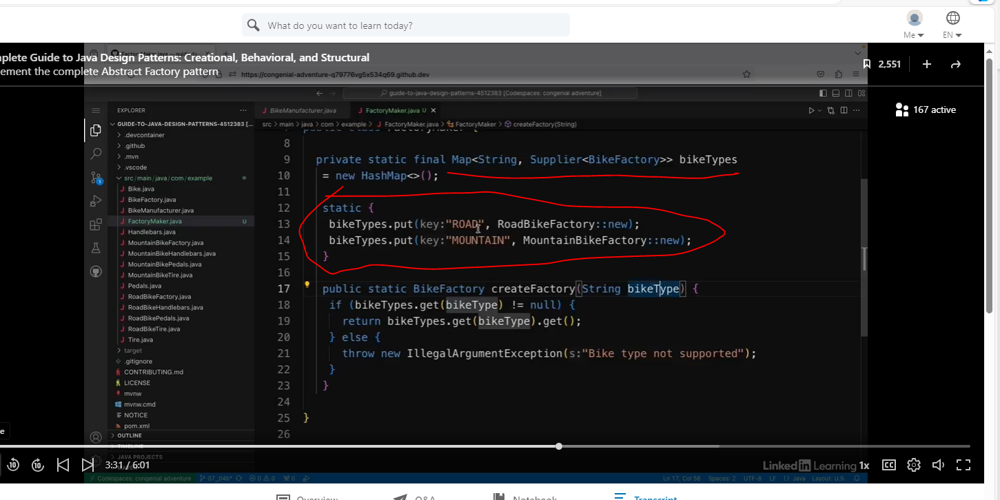 What do you want to learn today?
Me
EN
mplete Guide to Java Design Patterns: Creational, Behavioral, and Structural
ement the complete Abstract Factory pattern
2,551
https://congenial-adventure-q79776vg5x534q69.github.dev
guide-to-java-design-patterns-4512383 [Codespaces: congenial adventure]
167 active
EXPLORER
BikeManufacturer.java
FactoryMaker.java U
GUIDE-TO-JAVA-DESIGN-PATTERNS-4512383 [...
src > main > java > com > example > FactoryMaker.java > FactoryMaker > createFactory(String)
.devcontainer
.github
.mvn
.vscode
src/main/java/com/example
Bike.java
BikeFactory.java
BikeManufacturer.java
FactoryMaker.java U
Handlebars.java
MountainBikeFactory.java
MountainBikeHandlebars.java
MountainBikePedals.java
MountainBikeTire.java
Pedals.java
RoadBikeFactory.java
RoadBikeHandlebars.java
RoadBikePedals.java
RoadBikeTire.java
Tire.java
target
.gitignore
CONTRIBUTING.md
LICENSE
mvnw
mvnw.cmd
NOTICE
pom.xml
OUTLINE
TIMELINE
JAVA PROJECTS
8
9 private static final Map<String, Supplier<BikeFactory>> bikeTypes
10 = new HashMap<>();
11
12 static {
13 bikeTypes.put(key:"ROAD", RoadBikeFactory::new);
14 bikeTypes.put(key:"MOUNTAIN", MountainBikeFactory::new);
15 }
16
17 public static BikeFactory createFactory(String bikeType) {
18 if (bikeTypes.get(bikeType) != null) {
19 return bikeTypes.get(bikeType).get();
20 } else {
21 throw new IllegalArgumentException(s:"Bike type not supported");
22 }
23 }
24
25 }
26
e
3:31 / 6:01
LinkedIn Learning
1x
CC
Codespaces: congenial adventure 07_04b* 0 0 0 Ln 17, Col 56 Spaces: 2 UTF-8 LF {} Java Layout: U.S.
Overview
Q&A
Notebook
Transcript